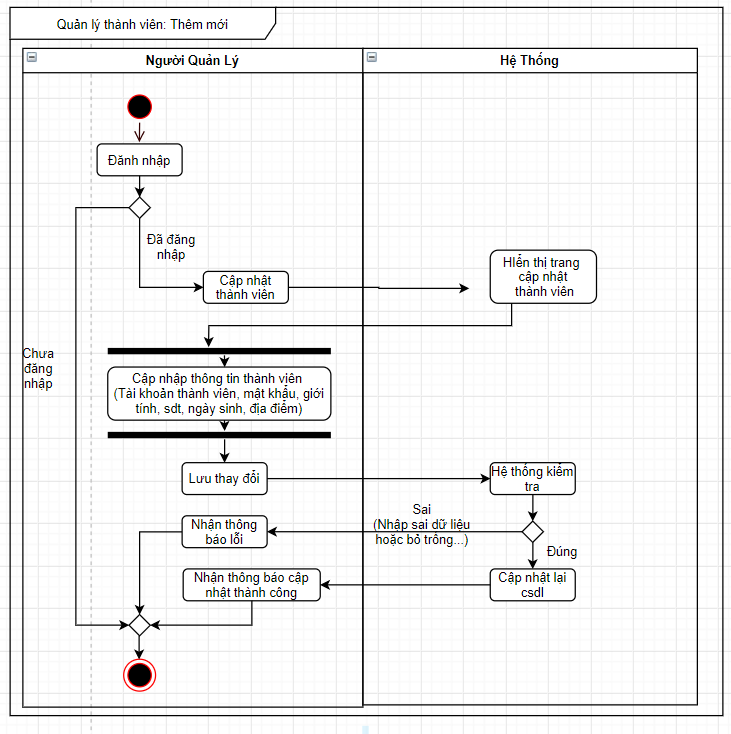 Quản lý thành viên: Thêm mới
Người Quản Lý
Hệ Thống
Đănh nhập
Đã đăng
nhập
Cập nhật
thành viên
HIển thị trang
cập nhật
thành viên
Chưa
đăng
nhập
Cập nhập thông tin thành viên
(Tài khoản thành viên, mật khẩu, giới
tính, sdt, ngày sinh, địa điểm)
Lưu thay đổi
Hệ thống kiểm
tra
Sai
(Nhập sai dữ liệu
hoặc bỏ trống...)
Nhận thông
báo lỗi
Đúng
Nhận thông báo cập
nhật thành công
Cập nhật lại
csdl